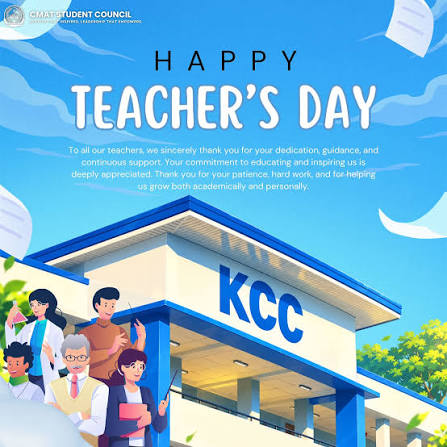 CMAT STUDENT COUNCIL
HAPPY
TEACHER'S DAY
To all our teachers, we sincerely thank you for your dedication, guidance, and
continuous support. Your commitment to educating and inspiring us is
deeply appreciated. Thank you for your patience, hard work, and for helping
us grow both academically and personally.
KCC